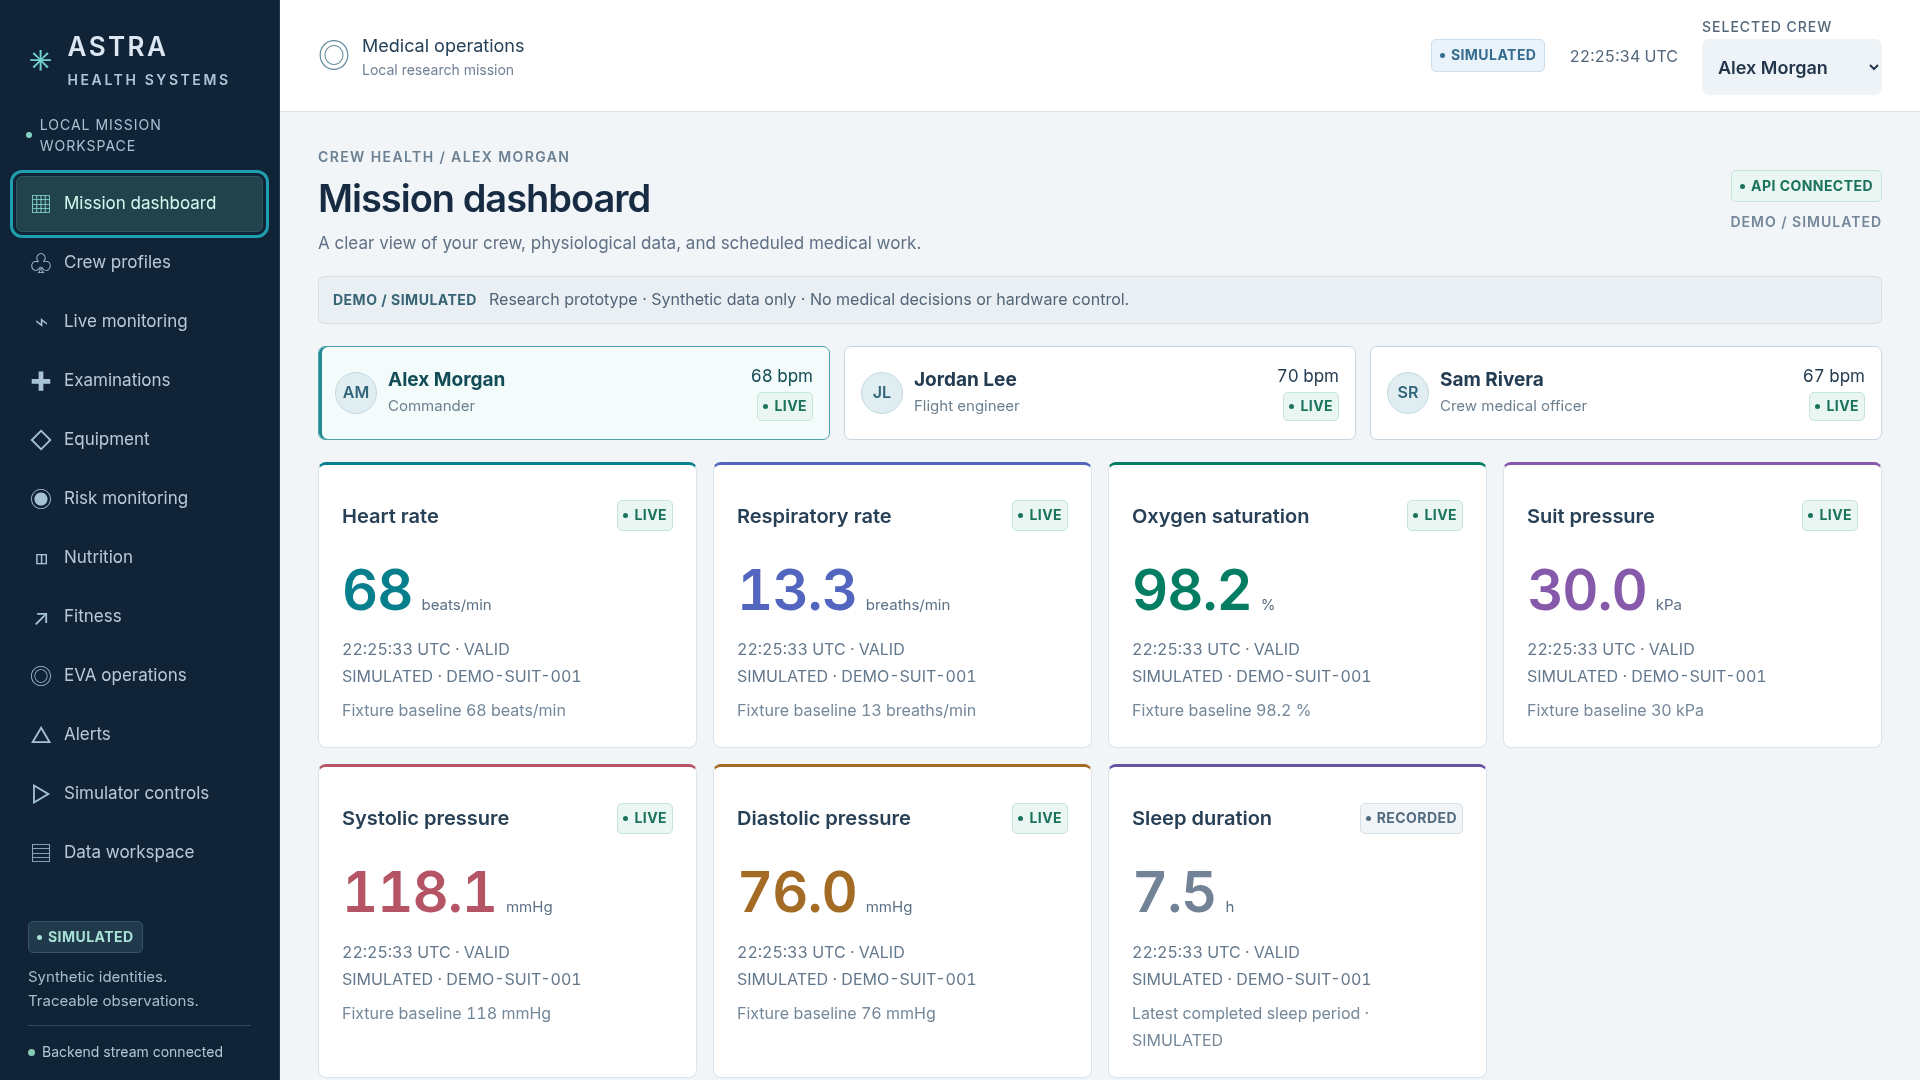 ASTRA
HEALTH SYSTEMS
LOCAL MISSION
WORKSPACE
Mission dashboard
Crew profiles
Live monitoring
Examinations
Equipment
Risk monitoring
Nutrition
Fitness
EVA operations
Alerts
Simulator controls
Data workspace
SIMULATED
Synthetic identities.
Traceable observations.
Backend stream connected
Medical operations
Local research mission
SIMULATED
22:25:34 UTC
SELECTED CREW
Alex Morgan
CREW HEALTH / ALEX MORGAN
Mission dashboard
A clear view of your crew, physiological data, and scheduled medical work.
API CONNECTED
DEMO / SIMULATED
DEMO / SIMULATED Research prototype · Synthetic data only · No medical decisions or hardware control.
AM
Alex Morgan
Commander
68 bpm
LIVE
JL
Jordan Lee
Flight engineer
70 bpm
LIVE
SR
Sam Rivera
Crew medical officer
67 bpm
LIVE
Heart rate
LIVE
68 beats/min
22:25:33 UTC · VALID
SIMULATED · DEMO-SUIT-001
Fixture baseline 68 beats/min
Respiratory rate
LIVE
13.3 breaths/min
22:25:33 UTC · VALID
SIMULATED · DEMO-SUIT-001
Fixture baseline 13 breaths/min
Oxygen saturation
LIVE
98.2 %
22:25:33 UTC · VALID
SIMULATED · DEMO-SUIT-001
Fixture baseline 98.2 %
Suit pressure
LIVE
30.0 kPa
22:25:33 UTC · VALID
SIMULATED · DEMO-SUIT-001
Fixture baseline 30 kPa
Systolic pressure
LIVE
118.1 mmHg
22:25:33 UTC · VALID
SIMULATED · DEMO-SUIT-001
Fixture baseline 118 mmHg
Diastolic pressure
LIVE
76.0 mmHg
22:25:33 UTC · VALID
SIMULATED · DEMO-SUIT-001
Fixture baseline 76 mmHg
Sleep duration
RECORDED
7.5 h
22:25:33 UTC · VALID
SIMULATED · DEMO-SUIT-001
Latest completed sleep period ·
SIMULATED